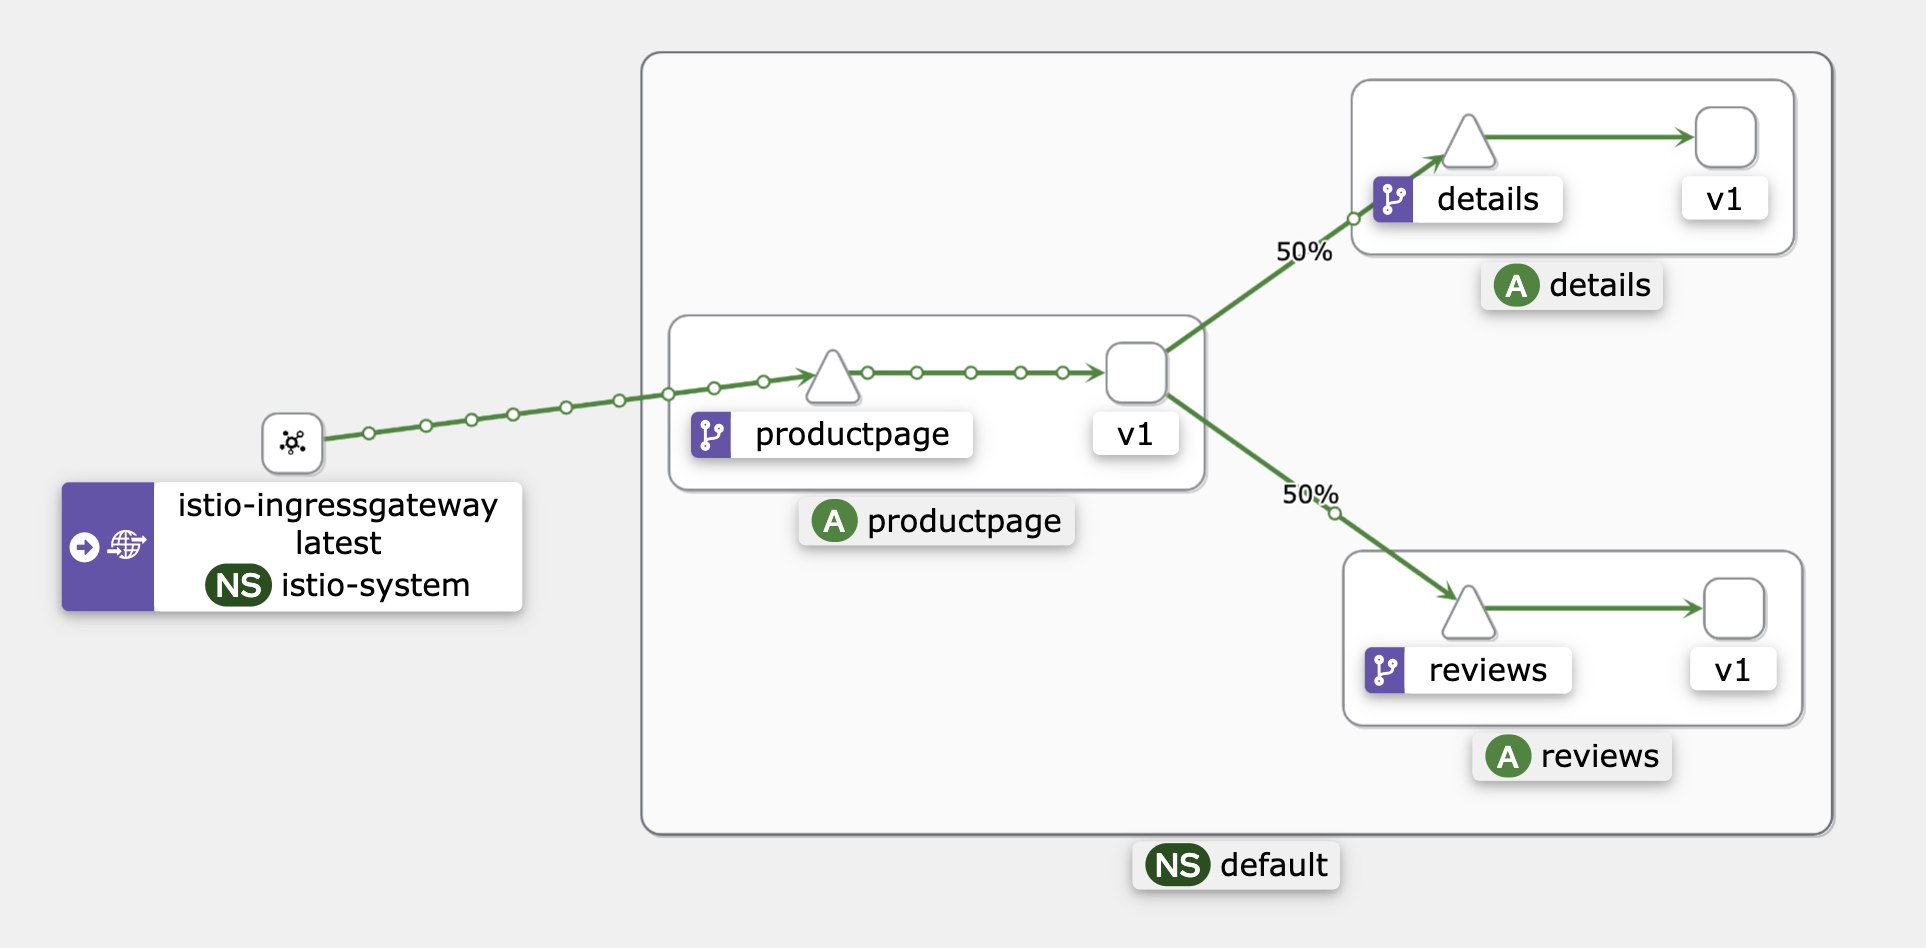 details
v1
50%
A details
productpage
v1
A productpage
istio-ingressgateway
latest
NS istio-system
50%
reviews
v1
A reviews
NS default